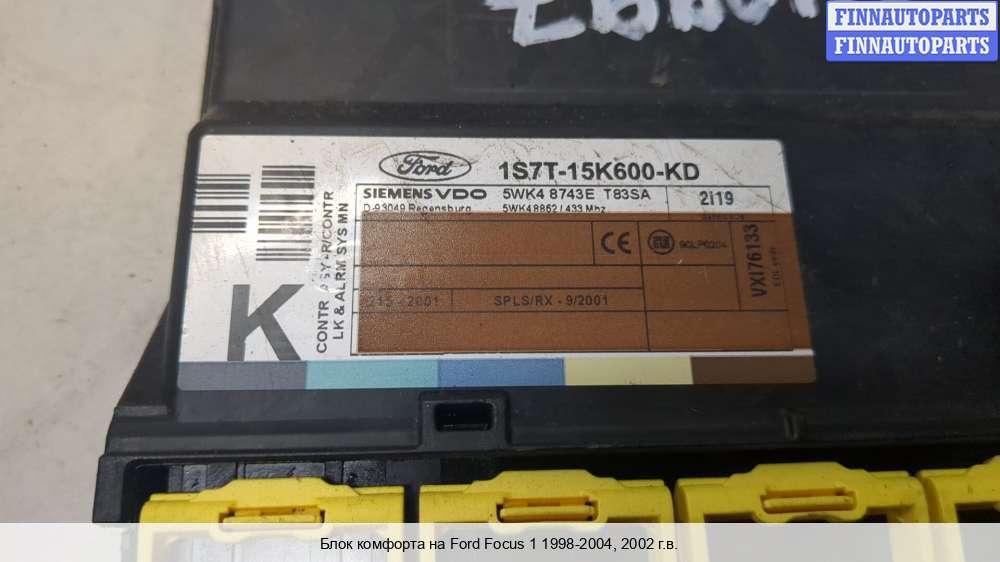 FINNAUTOPARTS
FINNAUTOPARTS
Ford
1S7T-15K600-KD
SIEMENS VDO
5WK4 8743E T83SA
2i19
D-93049 Regensburg
5WK48862 / 433 Mhz
CONTR ASY-R/CONTR
LK & ALRM SYS MN
K
CE
VXI76133
215 - 2001
SPLS/RX - 9/2001
Блок комфорта на Ford Focus 1 1998-2004, 2002 г.в.